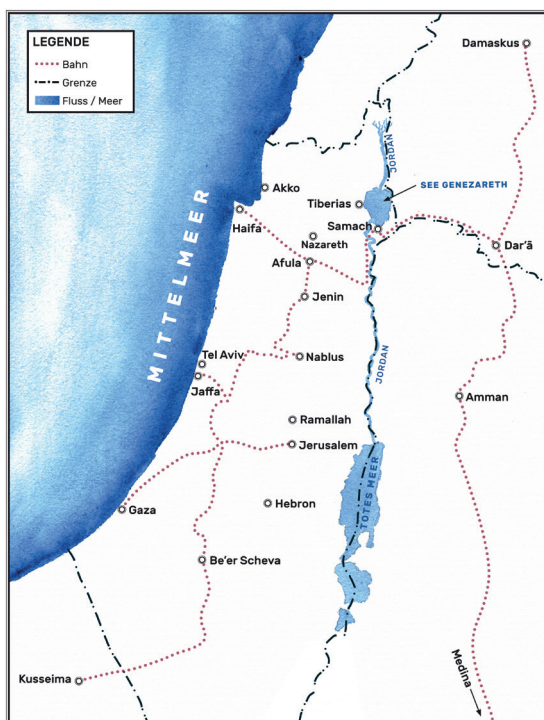 LEGENDE
Bahn
Grenze
Fluss / Meer
Damaskus
JORDAN
Akko
Tiberias
SEE GENEZARETH
Haifa
Samach
Nazareth
Dar'ā
Afula
Jenin
MITTELMEER
Tel Aviv
Nablus
JORDAN
Jaffa
Amman
Ramallah
Jerusalem
TOTES MEER
Hebron
Gaza
Be'er Scheva
Kusseima
Medina